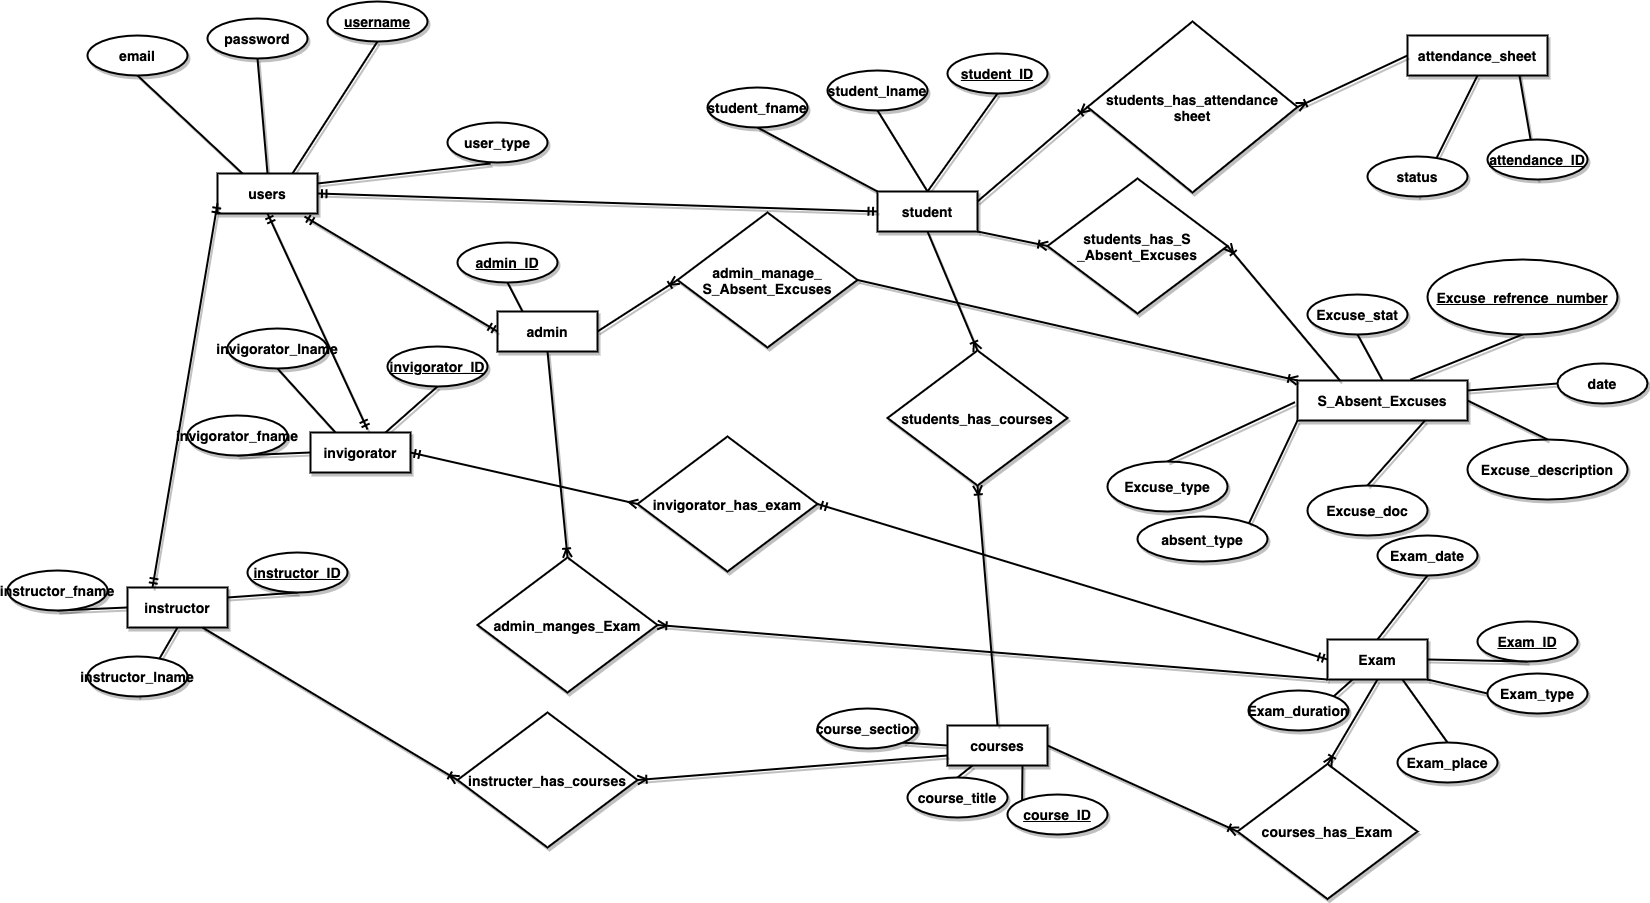 username
password
email
user_type
users
student_ID
student_lname
student_fname
student
students_has_attendance
sheet
attendance_sheet
attendance_ID
status
students_has_S
_Absent_Excuses
admin_ID
admin
admin_manage_
S_Absent_Excuses
Excuse_refrence_number
Excuse_stat
date
S_Absent_Excuses
Excuse_description
Excuse_type
Excuse_doc
absent_type
invigorator_lname
invigorator_ID
invigorator_fname
invigorator
students_has_courses
invigorator_has_exam
Exam_date
instructor_ID
instructor_fname
instructor
instructor_lname
admin_manges_Exam
Exam_ID
Exam
Exam_type
Exam_duration
Exam_place
course_section
courses
course_title
course_ID
instructer_has_courses
courses_has_Exam